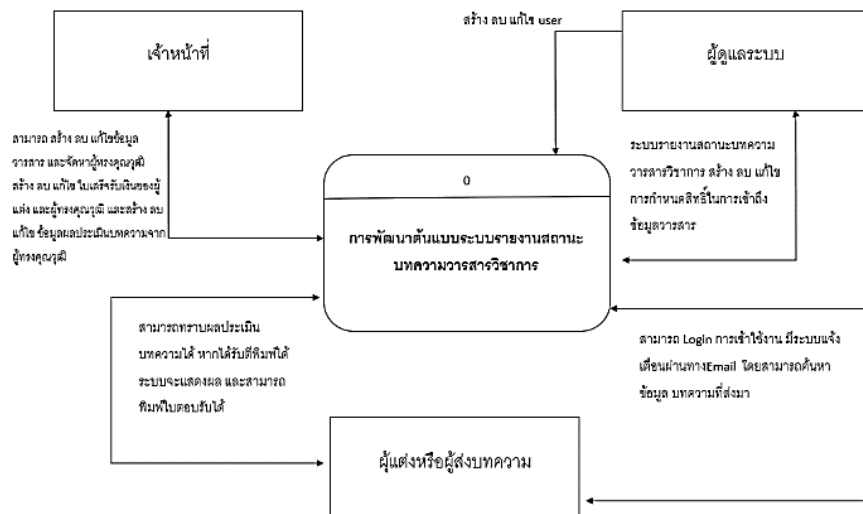 สร้าง ลบ แก้ไข user
เจ้าหน้าที่
ผู้ดูแลระบบ
สามารถ สร้าง ลบ แก้ไขข้อมูล
วารสาร และจัดหาผู้ทรงคุณวุฒิ
สร้าง ลบ แก้ไข ใบเสร็จรับเงินของผู้
แต่ง และผู้ทรงคุณวุฒิ และสร้าง ลบ
แก้ไข ข้อมูลผลประเมินบทความจาก
ผู้ทรงคุณวุฒิ
0
การพัฒนาต้นแบบระบบรายงานสถานะ
บทความวารสารวิชาการ
ระบบรายงานสถานะบทความ
วารสารวิชาการ สร้าง ลบ แก้ไข
การกำหนดสิทธิ์ในการเข้าถึง
ข้อมูลวารสาร
สามารถทราบผลประเมิน
บทความได้ หากได้รับตีพิมพ์ได้
ระบบจะแสดงผล และสามารถ
พิมพ์ใบตอบรับได้
สามารถ Login การเข้าใช้งาน มีระบบแจ้ง
เตือนผ่านทางEmail โดยสามารถค้นหา
ข้อมูล บทความที่ส่งมา
ผู้แต่งหรือผู้ส่งบทความ